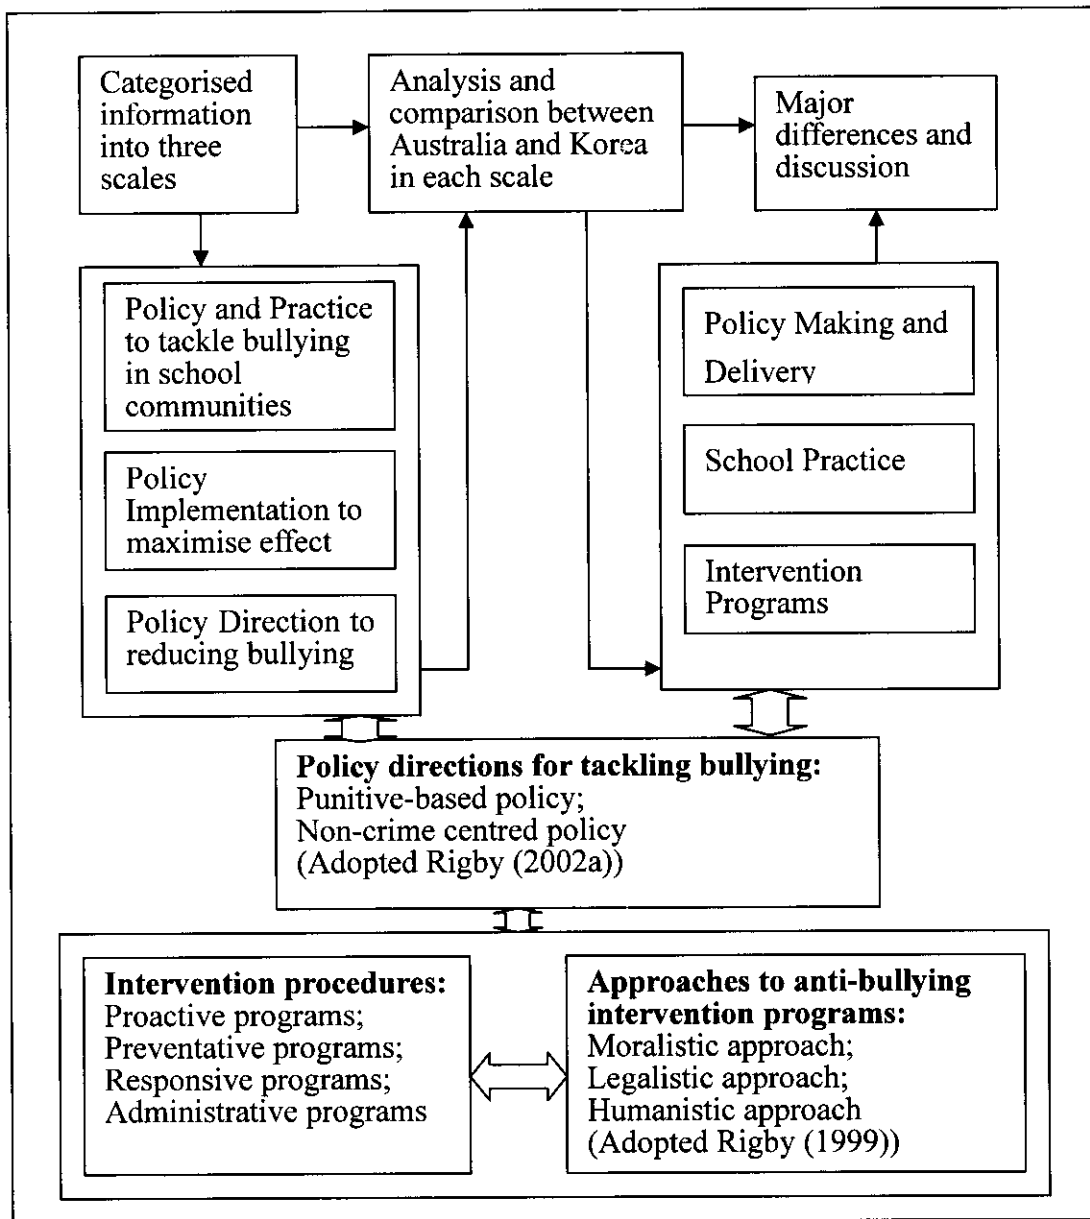 Categorised
information
into three
scales
Analysis and
comparison between
Australia and Korea
in each scale
Major
differences and
discussion
Policy and Practice
to tackle bullying
in school
communities
Policy
Implementation to
maximise effect
Policy Direction to
reducing bullying
Policy Making and
Delivery
School Practice
Intervention
Programs
Policy directions for tackling bullying:
Punitive-based policy;
Non-crime centred policy
(Adopted Rigby (2002a))
Intervention procedures:
Proactive programs;
Preventative programs;
Responsive programs;
Administrative programs
Approaches to anti-bullying
intervention programs:
Moralistic approach;
Legalistic approach;
Humanistic approach
(Adopted Rigby (1999))